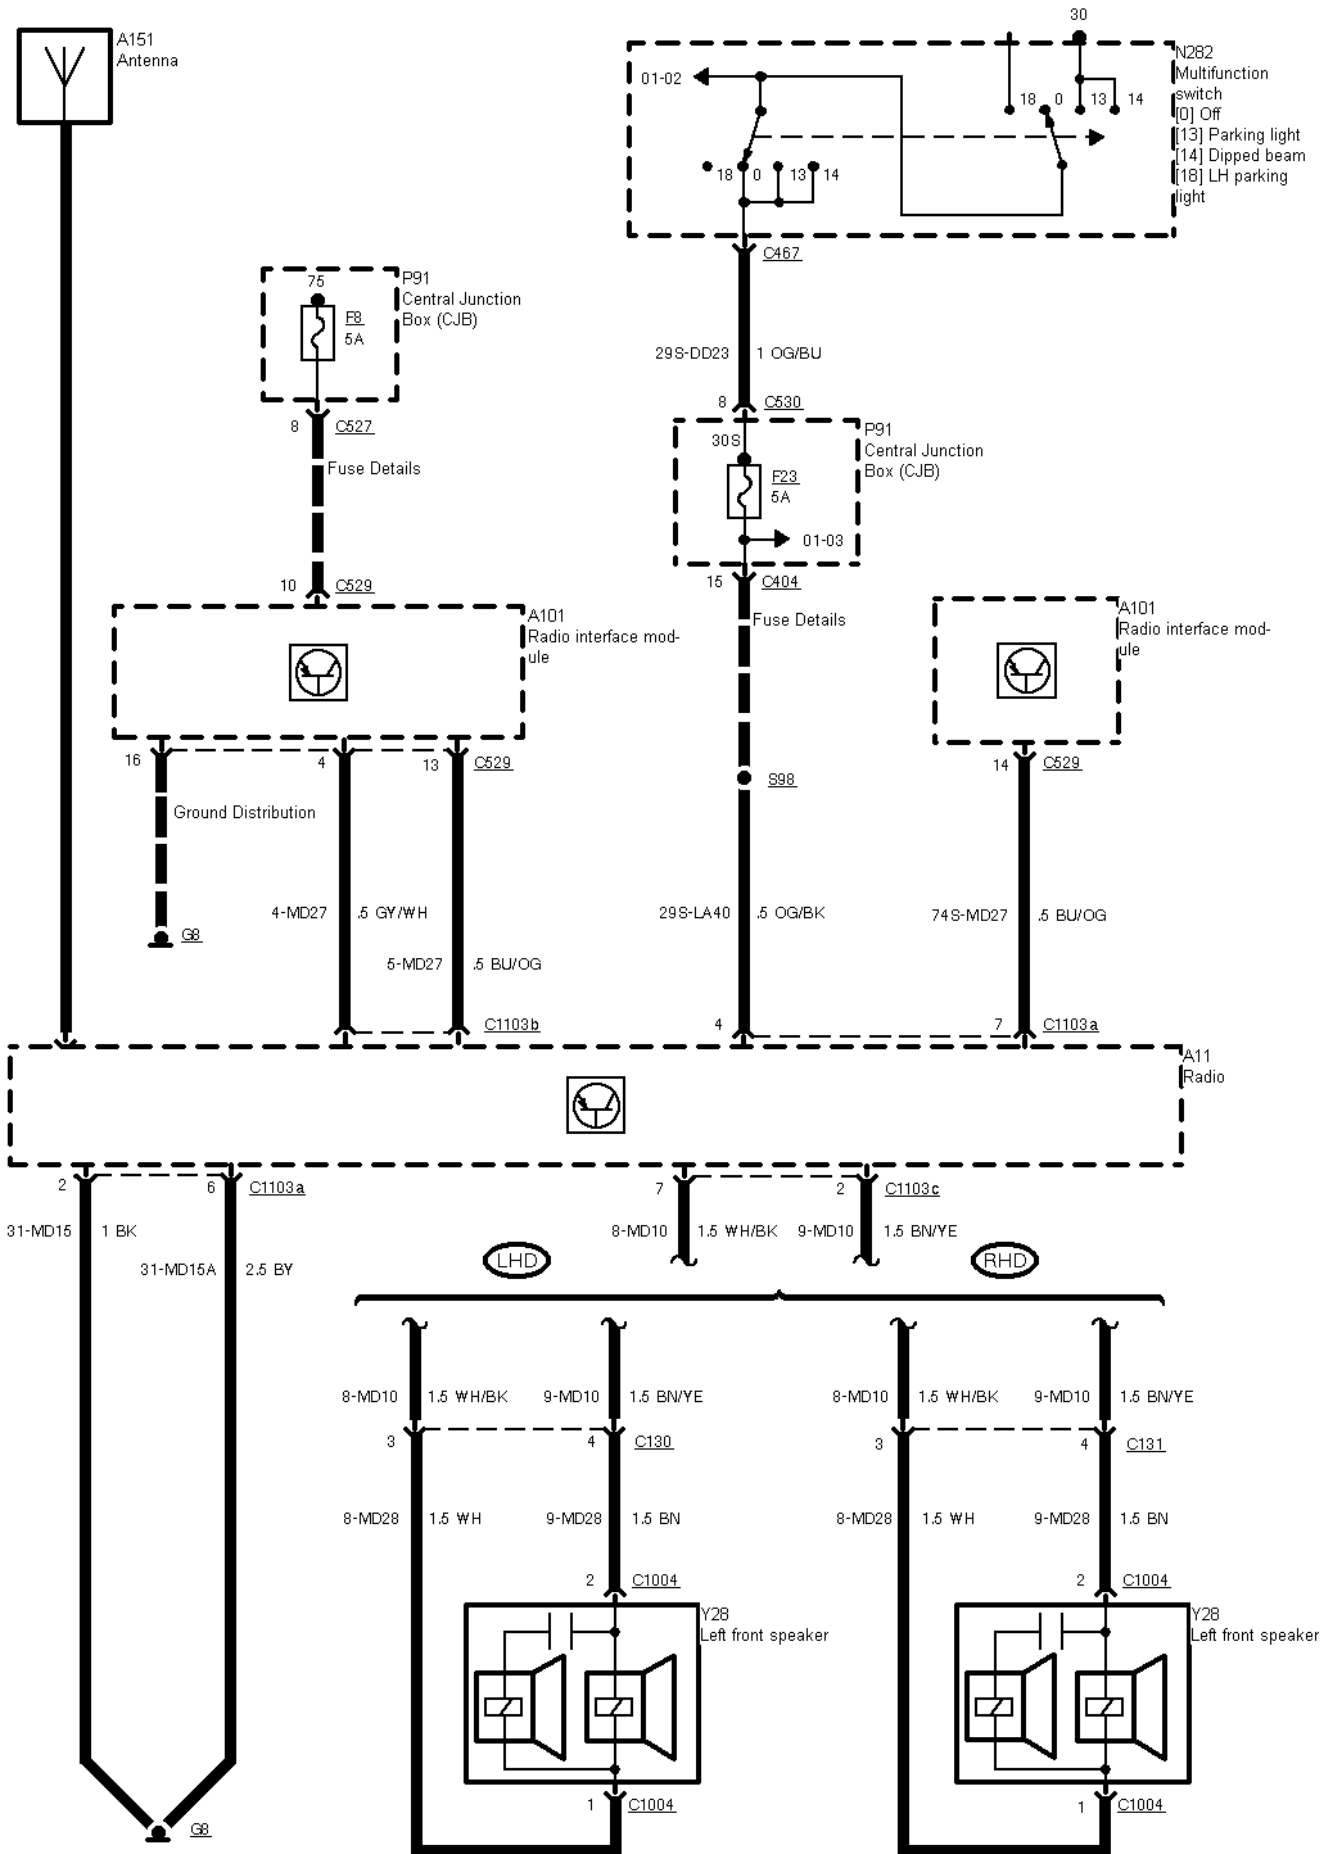 30
A151
Antenna
N282
Multifunction
switch
[0] Off
[13] Parking light
[14] Dipped beam
[18] LH parking
light
01-02
18 0 13 14
18 0 13 14
C467
75
P91
Central Junction
Box (CJB)
F8
5A
29S-DD23 1 OG/BU
8 C530
8 C527
Fuse Details
30S
P91
Central Junction
Box (CJB)
F23
5A
01-03
10 C529
15 C404
A101
Radio interface mod-
ule
Fuse Details
A101
Radio interface mod-
ule
16 4 13 C529
14 C529
S98
Ground Distribution
4-MD27 .5 GY/WH
29S-LA40 .5 OG/BK
74S-MD27 .5 BU/OG
G8
5-MD27 .5 BU/OG
C1103b
4 7 C1103a
A11
Radio
2 6 C1103a
7 2 C1103c
31-MD15 1 BK
8-MD10 1.5 WH/BK 9-MD10 1.5 BN/YE
31-MD15A 2.5 BY
LHD
RHD
8-MD10 1.5 WH/BK 9-MD10 1.5 BN/YE
8-MD10 1.5 WH/BK 9-MD10 1.5 BN/YE
3 4 C130
3 4 C131
8-MD28 1.5 WH 9-MD28 1.5 BN
8-MD28 1.5 WH 9-MD28 1.5 BN
2 C1004
2 C1004
Y28
Left front speaker
Y28
Left front speaker
1 C1004
1 C1004
G8